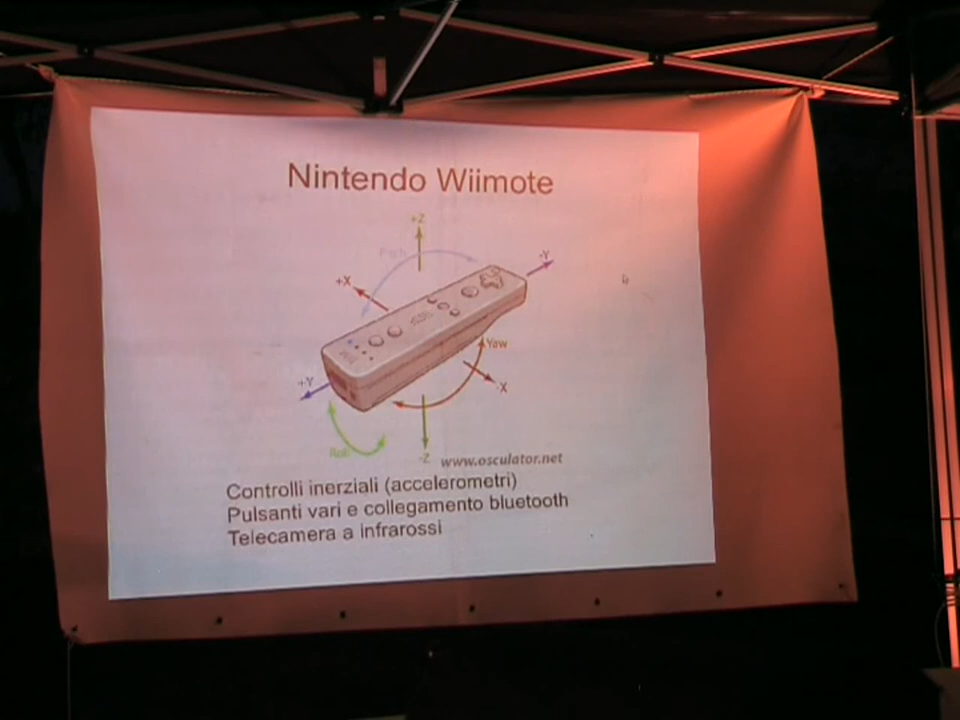 Nintendo Wiimote
+Z
Pitch
-Y
+X
Yaw
+Y
-X
Roll
-Z
www.osculator.net
Controlli inerziali (accelerometri)
Pulsanti vari e collegamento bluetooth
Telecamera a infrarossi